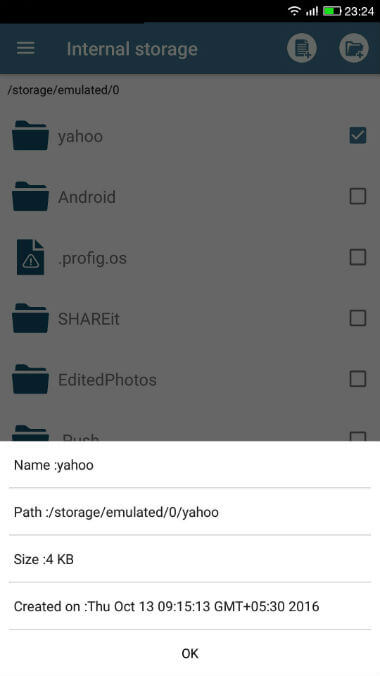 23:24
Internal storage
/storage/emulated/0
yahoo
Android
.profig.os
SHAREit
EditedPhotos
.Push
Name :yahoo
Path :/storage/emulated/0/yahoo
Size :4 KB
Created on :Thu Oct 13 09:15:13 GMT+05:30 2016
OK